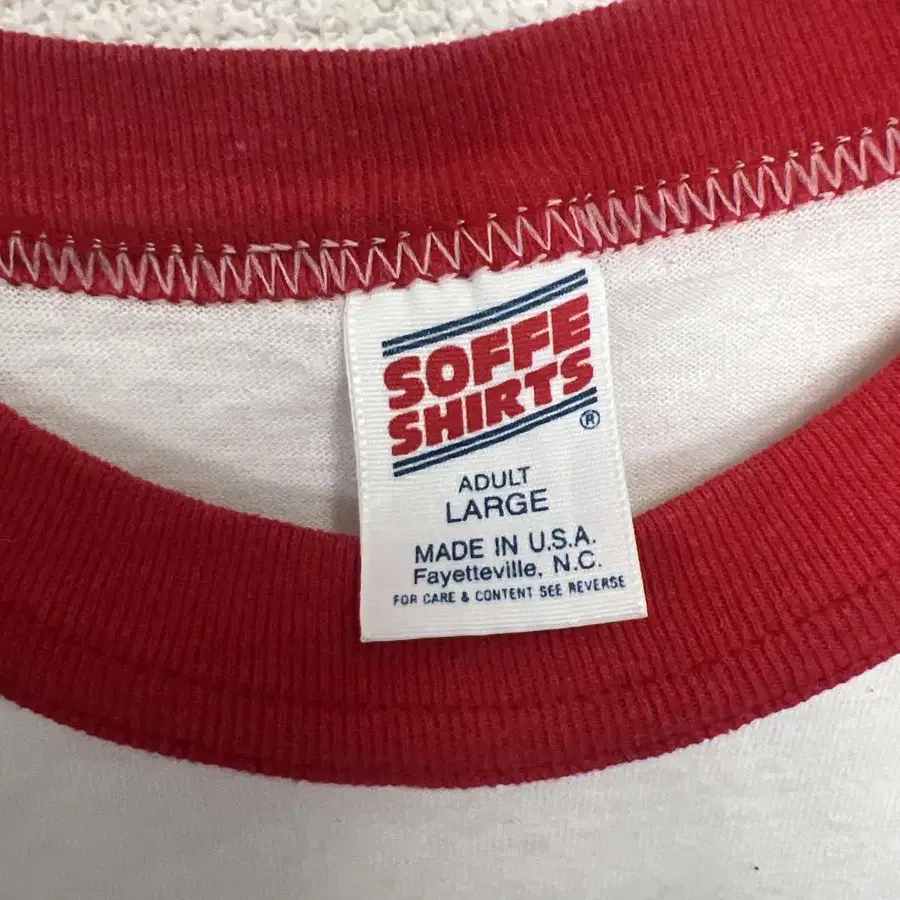 SOFFE
SHIRTS®
ADULT
LARGE
MADE IN U.S.A.
Fayetteville, N.C.
FOR CARE & CONTENT SEE REVERSE